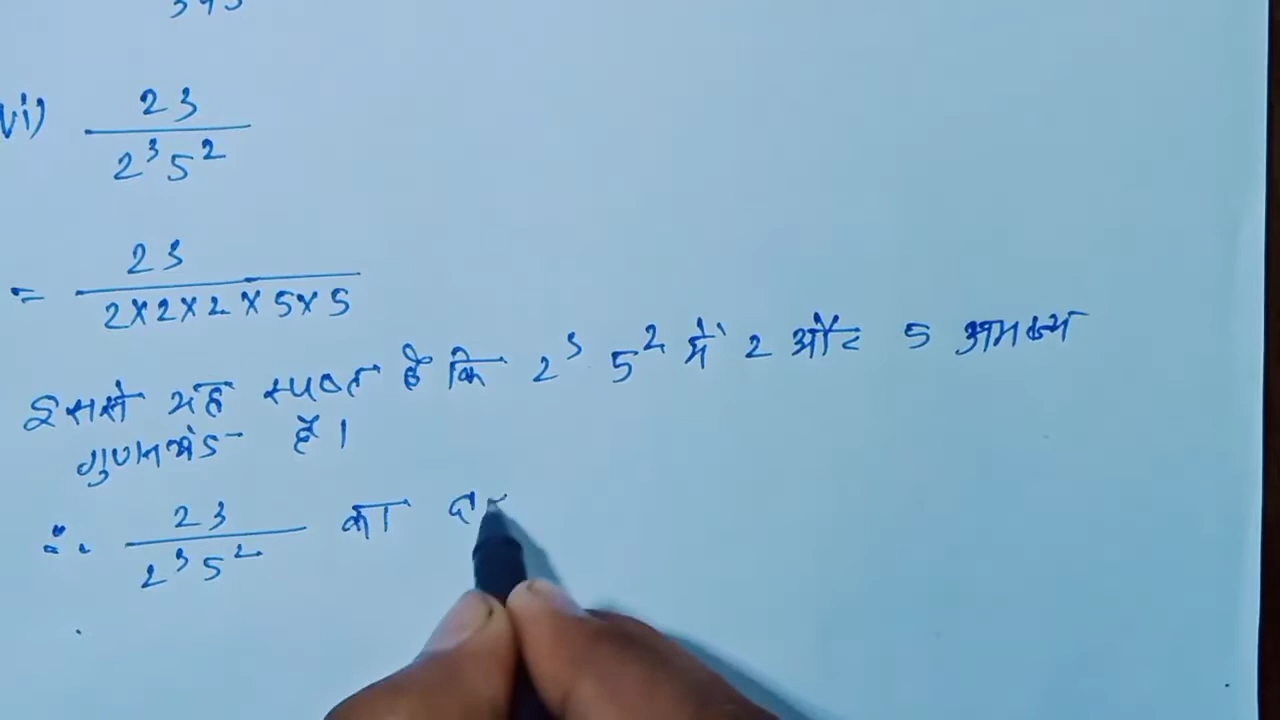 vi) 23
2³5²
= 23
2×2×2×5×5
इससे यह स्पष्ट है कि 2³ 5² में 2 और 5 अभाज्य
गुणनखंड है।
∴ 23 का द
2³5²